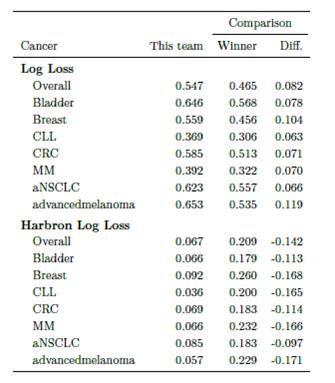 Comparison
Cancer This team Winner Diff.
Log Loss
Overall 0.547 0.465 0.082
Bladder 0.646 0.568 0.078
Breast 0.559 0.456 0.104
CLL 0.369 0.306 0.063
CRC 0.585 0.513 0.071
MM 0.392 0.322 0.070
aNSCLC 0.623 0.557 0.066
advancedmelanoma 0.653 0.535 0.119
Harbron Log Loss
Overall 0.067 0.209 -0.142
Bladder 0.066 0.179 -0.113
Breast 0.092 0.260 -0.168
CLL 0.036 0.200 -0.165
CRC 0.069 0.183 -0.114
MM 0.066 0.232 -0.166
aNSCLC 0.085 0.183 -0.097
advancedmelanoma 0.057 0.229 -0.171